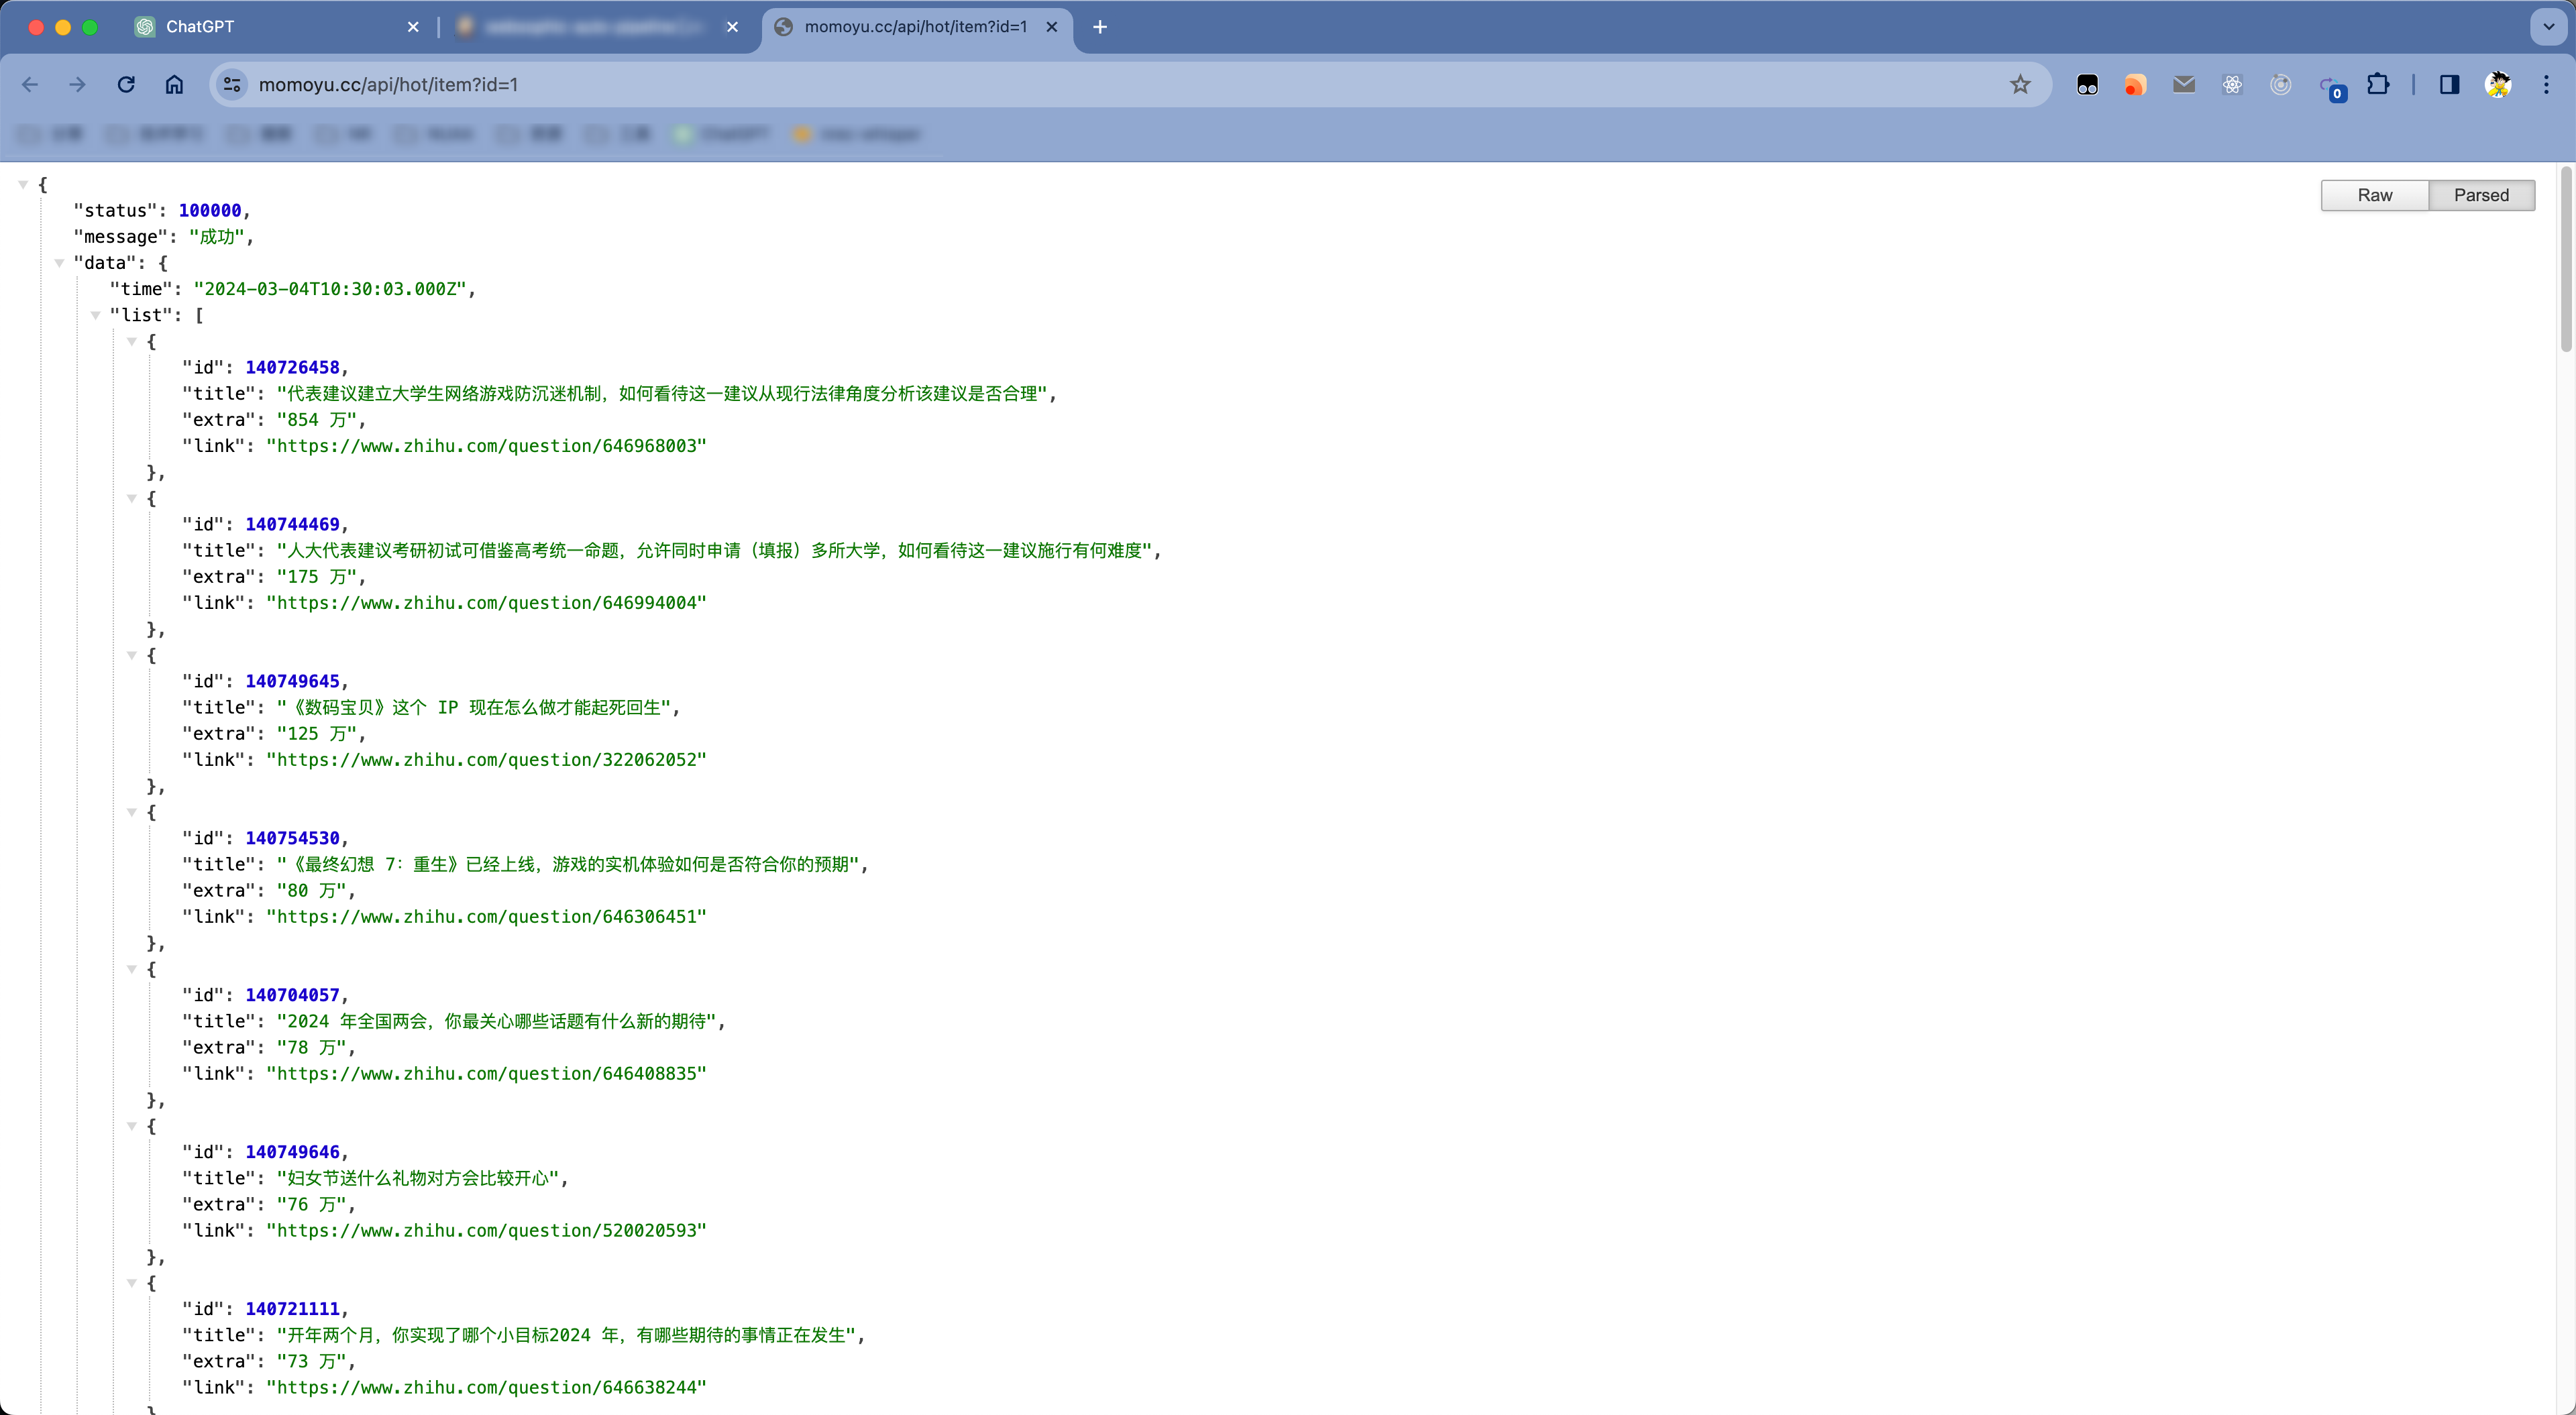 ChatGPT
momoyu.cc/api/hot/item?id=1
momoyu.cc/api/hot/item?id=1
0
Raw Parsed
{
"status": 100000,
"message": "成功",
"data": {
"time": "2024-03-04T10:30:03.000Z",
"list": [
{
"id": 140726458,
"title": "代表建议建立大学生网络游戏防沉迷机制，如何看待这一建议从现行法律角度分析该建议是否合理",
"extra": "854 万",
"link": "https://www.zhihu.com/question/646968003"
},
{
"id": 140744469,
"title": "人大代表建议考研初试可借鉴高考统一命题，允许同时申请（填报）多所大学，如何看待这一建议施行有何难度",
"extra": "175 万",
"link": "https://www.zhihu.com/question/646994004"
},
{
"id": 140749645,
"title": "《数码宝贝》这个 IP 现在怎么做才能起死回生",
"extra": "125 万",
"link": "https://www.zhihu.com/question/322062052"
},
{
"id": 140754530,
"title": "《最终幻想 7：重生》已经上线，游戏的实机体验如何是否符合你的预期",
"extra": "80 万",
"link": "https://www.zhihu.com/question/646306451"
},
{
"id": 140704057,
"title": "2024 年全国两会，你最关心哪些话题有什么新的期待",
"extra": "78 万",
"link": "https://www.zhihu.com/question/646408835"
},
{
"id": 140749646,
"title": "妇女节送什么礼物对方会比较开心",
"extra": "76 万",
"link": "https://www.zhihu.com/question/520020593"
},
{
"id": 140721111,
"title": "开年两个月，你实现了哪个小目标2024 年，有哪些期待的事情正在发生",
"extra": "73 万",
"link": "https://www.zhihu.com/question/646638244"
}